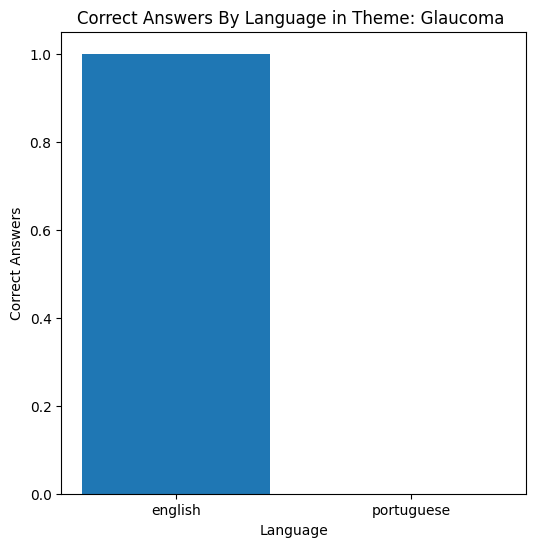 Correct Answers By Language in Theme: Glaucoma
1.0
0.8
0.6
0.4
0.2
0.0
Correct Answers
english
portuguese
Language